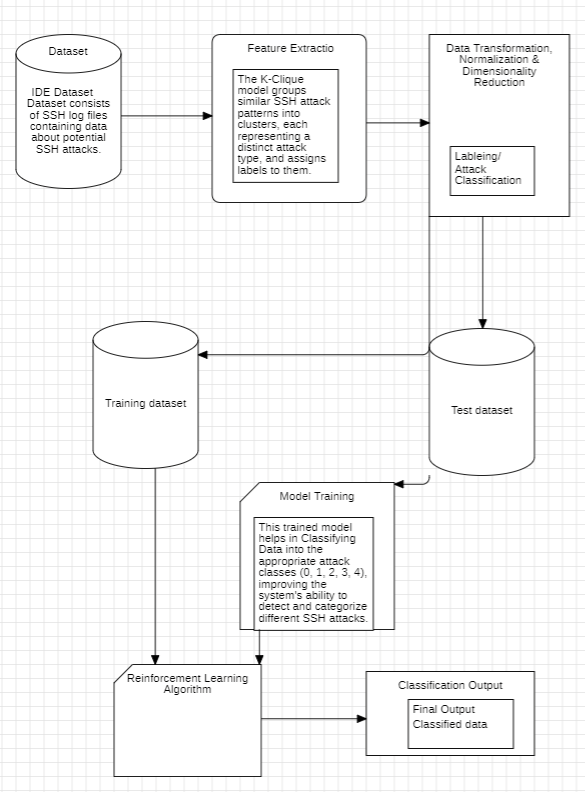 Dataset
IDE Dataset
Dataset consists
of SSH log files
containing data
about potential
SSH attacks.
Feature Extractio
The K-Clique
model groups
similar SSH attack
patterns into
clusters, each
representing a
distinct attack
type, and assigns
labels to them.
Data Transformation,
Normalization &
Dimensionality
Reduction
Lableing/
Attack
Classification
Training dataset
Test dataset
Model Training
This trained model
helps in Classifying
Data into the
appropriate attack
classes (0, 1, 2, 3, 4),
improving the
system's ability to
detect and categorize
different SSH attacks.
Reinforcement Learning
Algorithm
Classification Output
Final Output
Classified data